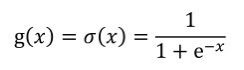 g(x) = σ(x) = 1 / (1 + e^{-x})